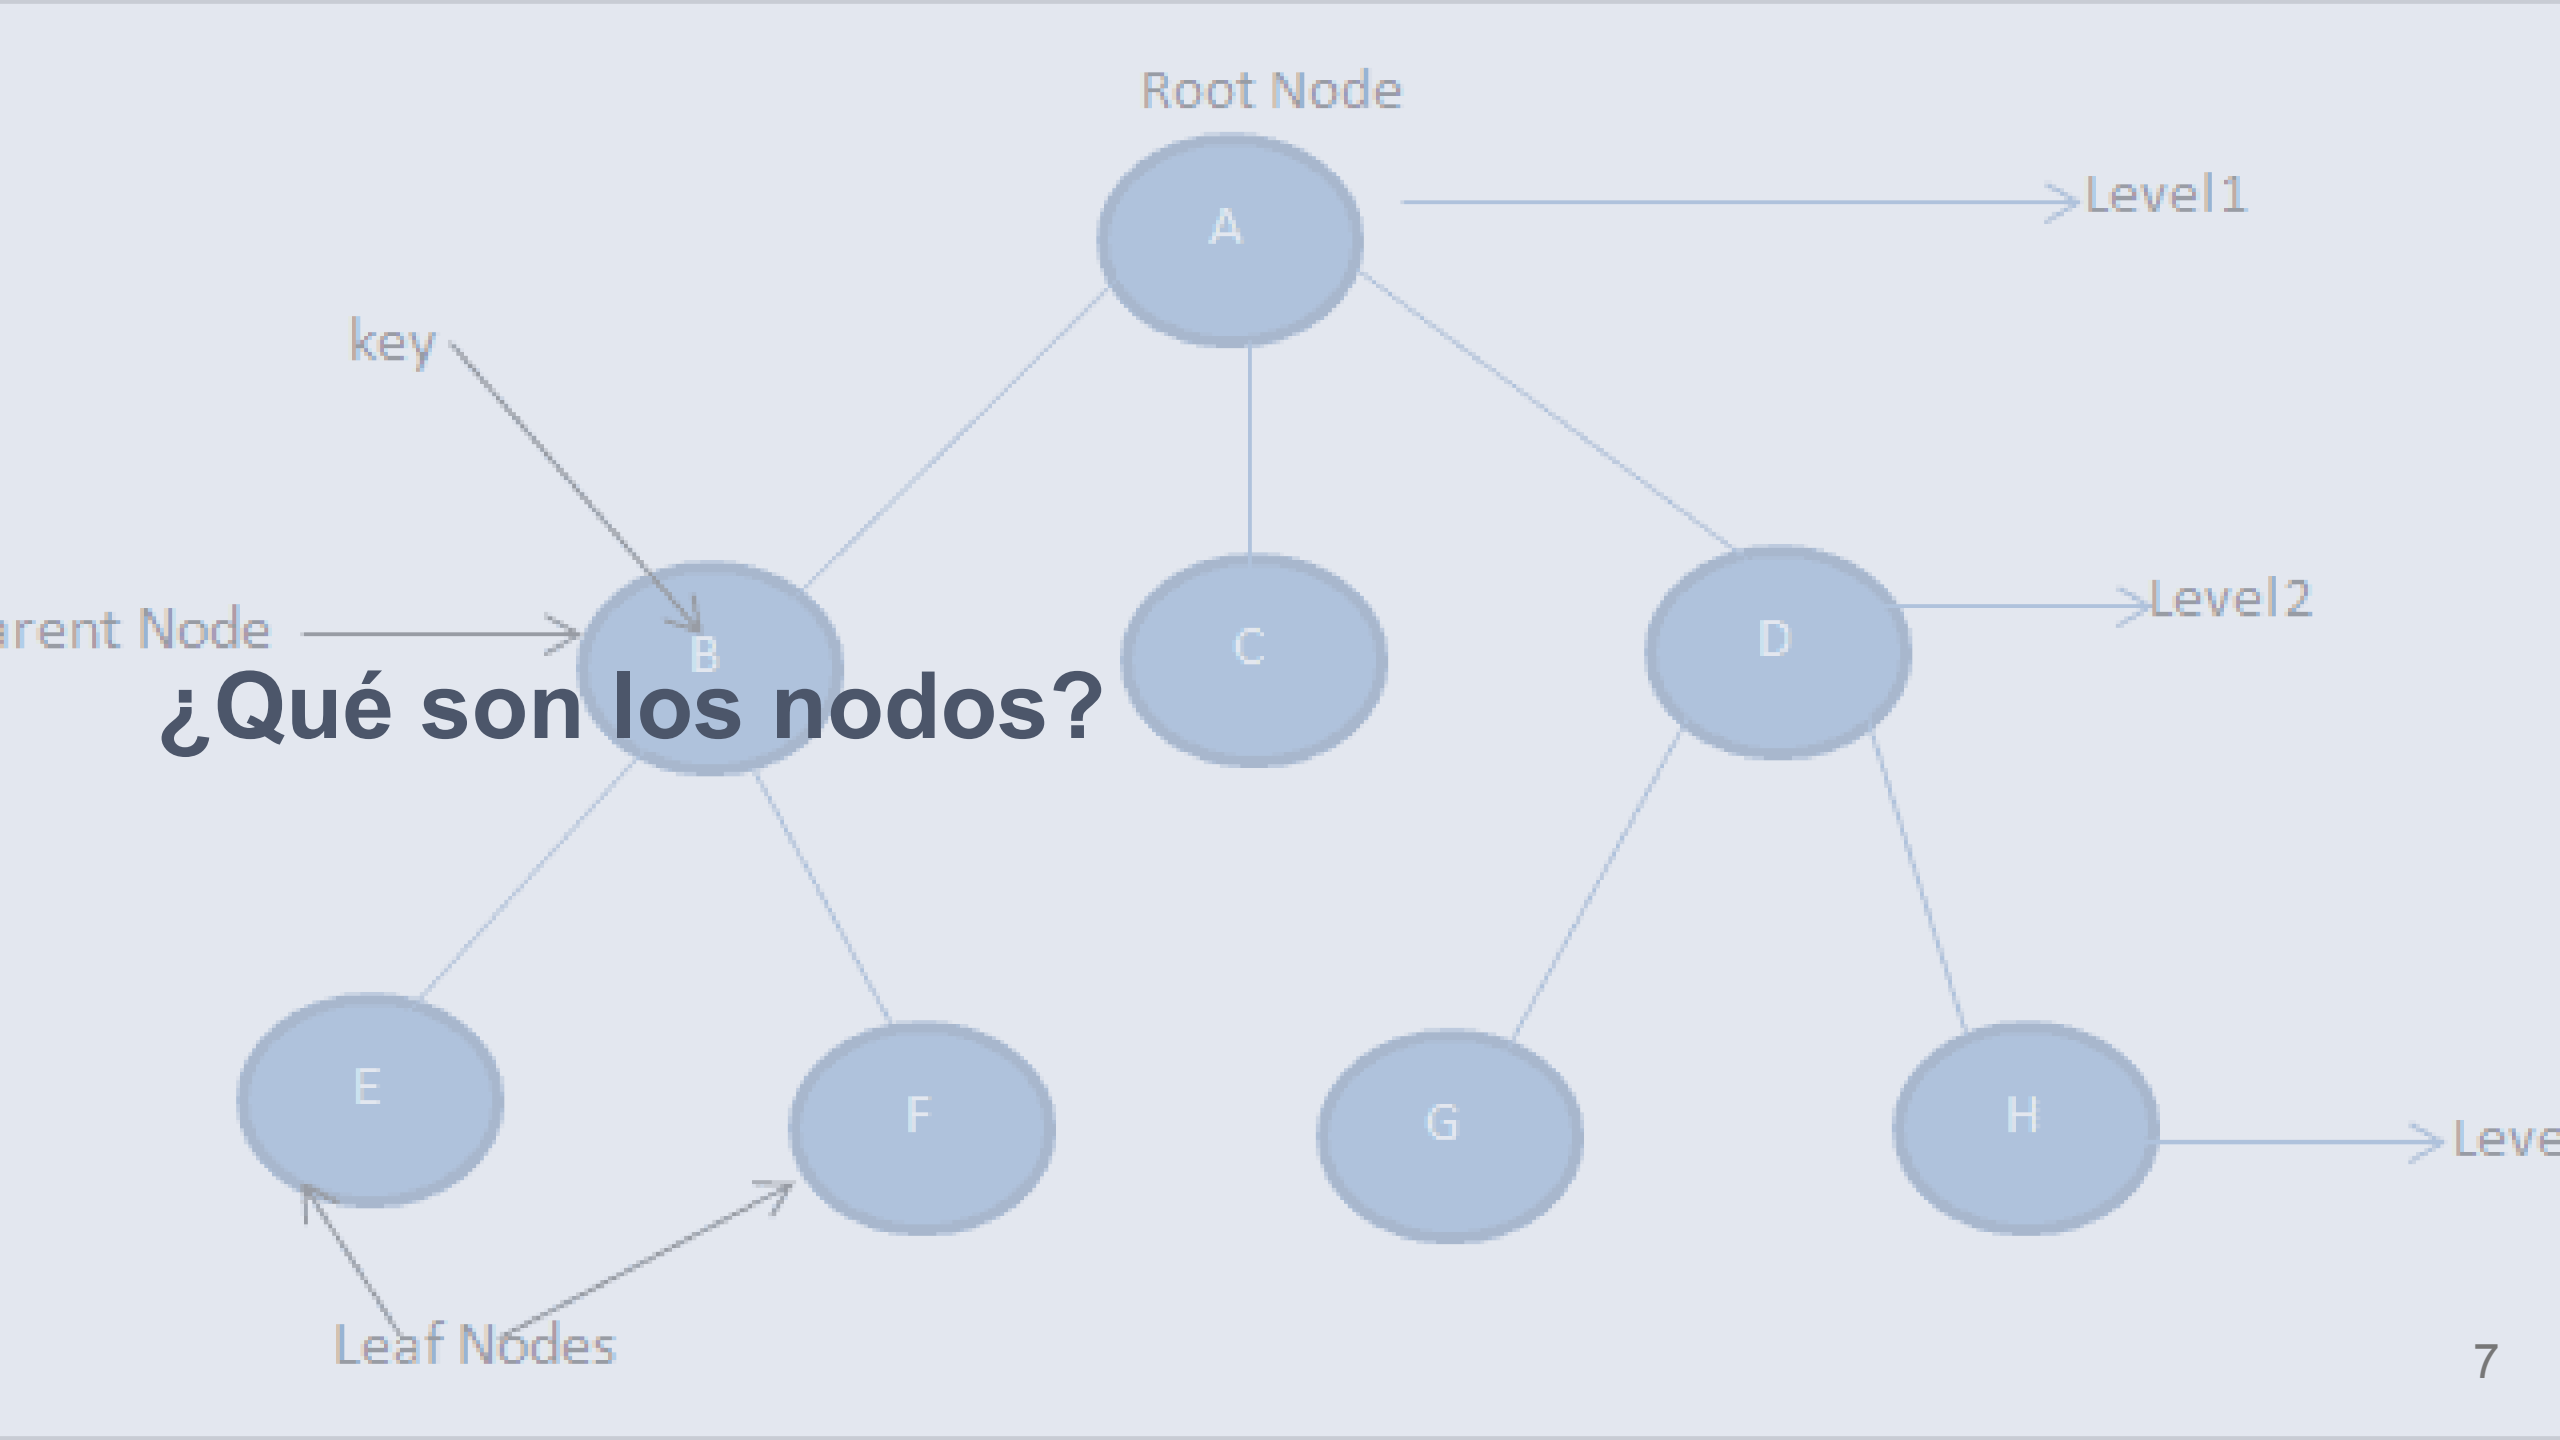 Root Node
A
Level1
key
arent Node
B
C
D
Level2
¿Qué son los nodos?
E
F
G
H
Leve
Leaf Nodes
7